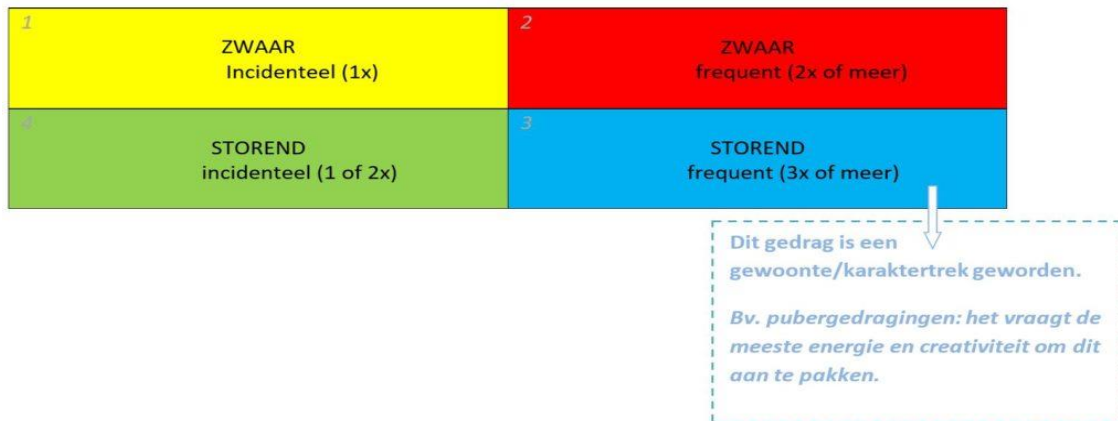 1
ZWAAR
Incidenteel (1x)
2
ZWAAR
frequent (2x of meer)
4
STOREND
incidenteel (1 of 2x)
3
STOREND
frequent (3x of meer)
Dit gedrag is een
gewoonte/karaktertrek geworden.
Bv. pubergedragingen: het vraagt de
meeste energie en creativiteit om dit
aan te pakken.